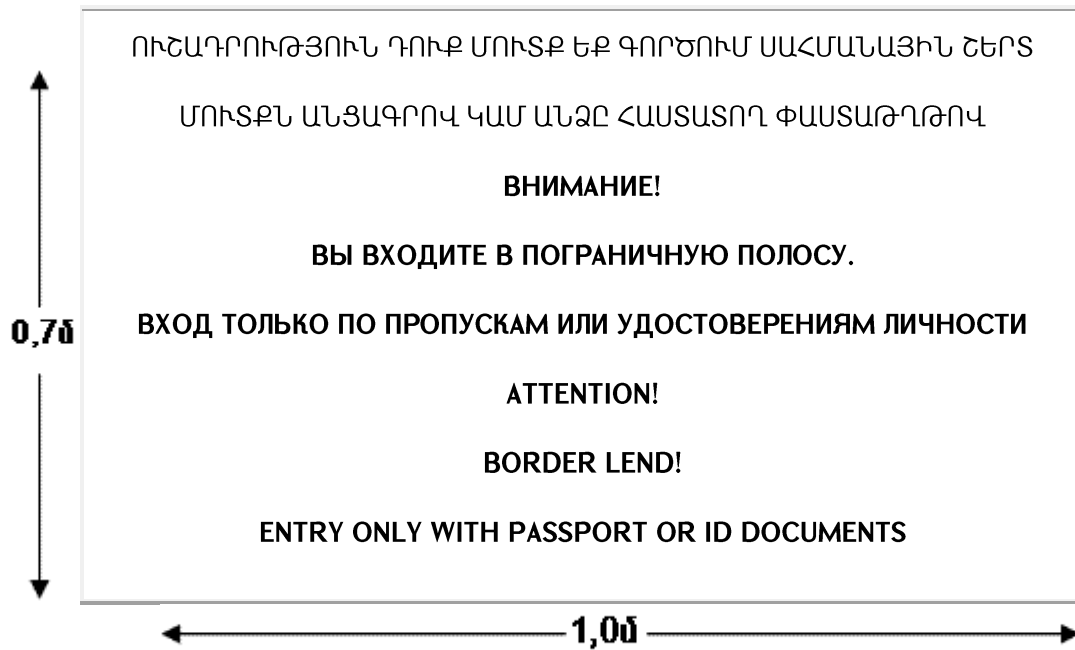 ՈՒՇԱԴՐՈՒԹՅՈՒՆ ԴՈՒՔ ՄՈՒՏՔ ԵՔ ԳՈՐԾՈՒՄ ՍԱՀՄԱՆԱՅԻՆ ՇԵՐՏ
ՄՈՒՏՔՆ ԱՆՑԱԳՐՈՎ ԿԱՄ ԱՆՁԸ ՀԱՍՏԱՏՈՂ ՓԱՍՏԱԹՂԹՈՎ
ВНИМАНИЕ!
ВЫ ВХОДИТЕ В ПОГРАНИЧНУЮ ПОЛОСУ.
0,7մ
ВХОД ТОЛЬКО ПО ПРОПУСКАМ ИЛИ УДОСТОВЕРЕНИЯМ ЛИЧНОСТИ
ATTENTION!
BORDER LEND!
ENTRY ONLY WITH PASSPORT OR ID DOCUMENTS
1,0մ